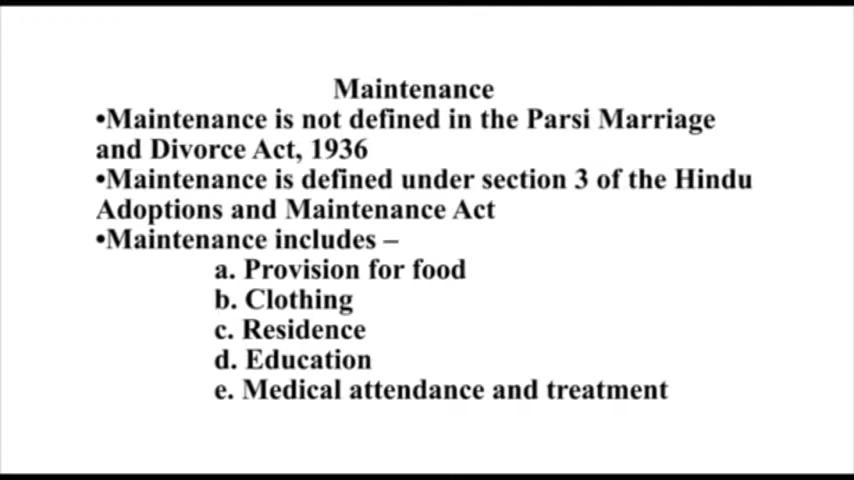 Maintenance
•Maintenance is not defined in the Parsi Marriage
and Divorce Act, 1936
•Maintenance is defined under section 3 of the Hindu
Adoptions and Maintenance Act
•Maintenance includes –
a. Provision for food
b. Clothing
c. Residence
d. Education
e. Medical attendance and treatment